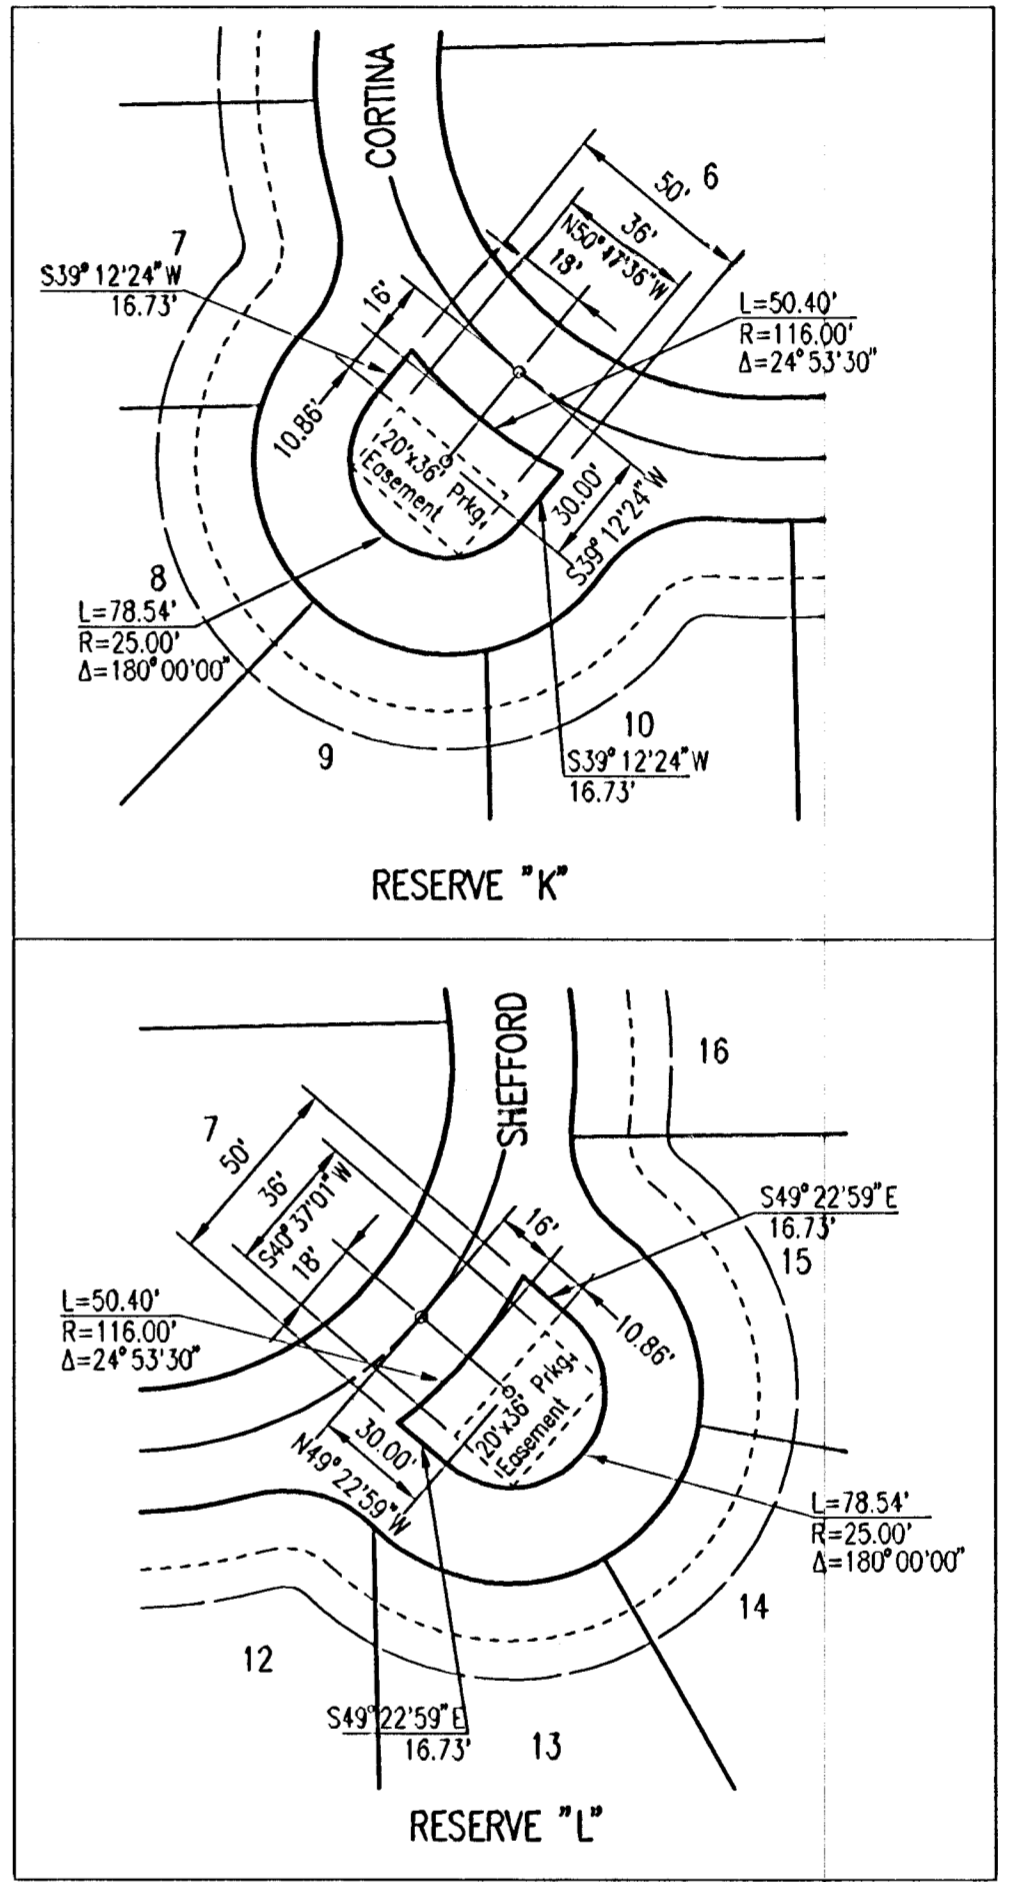 CORTINA
6
50'
36'
N50°47'36"W
18'
7
S39°12'24"W
16.73'
16'
L=50.40'
R=116.00'
Δ=24°53'30"
10.86'
20'x36' Prkg.
Easement
30.00'
S39°12'24"W
8
L=78.54'
R=25.00'
Δ=180°00'00"
9
10
S39°12'24"W
16.73'
RESERVE "K"
SHEFFORD
16
7
50'
36'
S40°37'01"W
18'
16'
S49°22'59"E
16.73'
15
L=50.40'
R=116.00'
Δ=24°53'30"
10.86'
20'x36' Prkg.
Easement
30.00'
N49°22'59"W
L=78.54'
R=25.00'
Δ=180°00'00"
14
12
S49°22'59"E
16.73'
13
RESERVE "L"